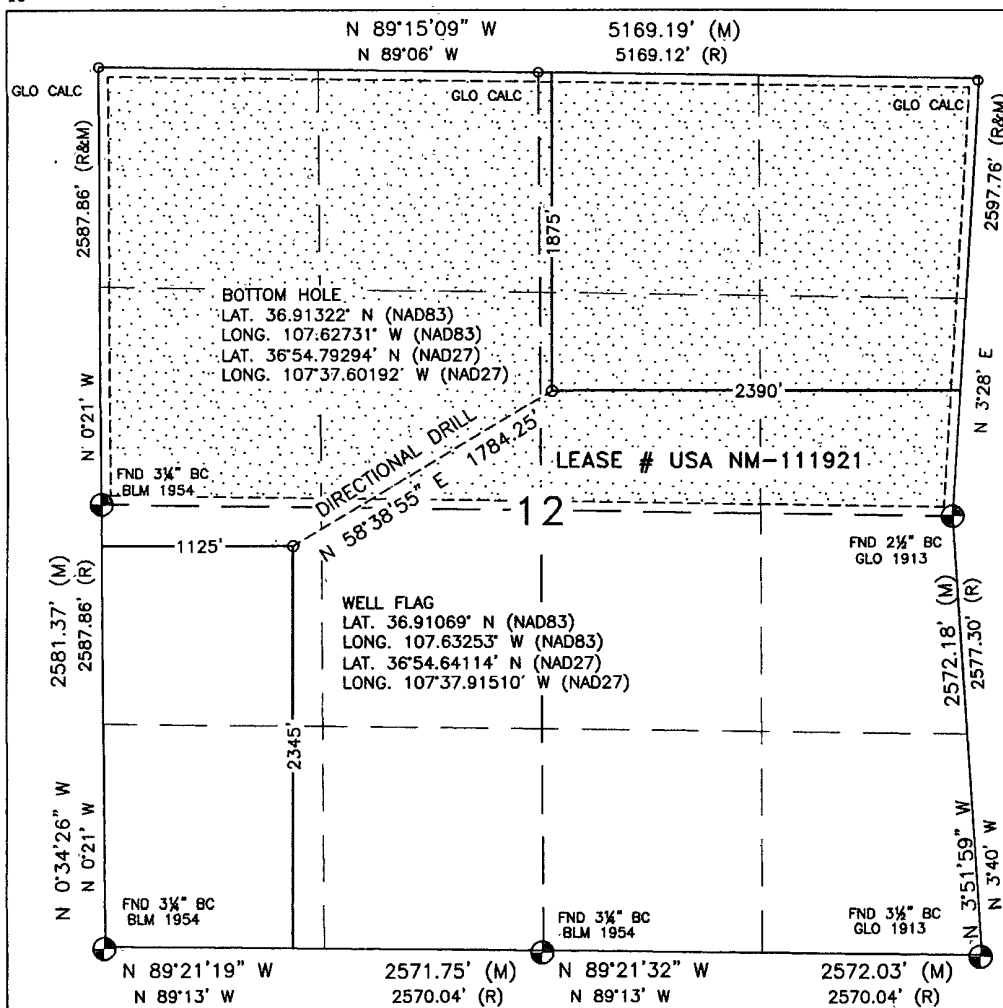 N 89°15'09" W 5169.19' (M)
N 89°06' W 5169.12' (R)
GLO CALC
GLO CALC
GLO CALC
2587.86' (R&M)
N 0°21' W
2597.76' (R&M)
N 3°28' E
1875'
BOTTOM HOLE
LAT. 36.91322° N (NAD83)
LONG. 107.62731° W (NAD83)
LAT. 36°54.79294' N (NAD27)
LONG. 107°37.60192' W (NAD27)
2390'
DIRECTIONAL DRILL
N 58°38'55" E 1784.25'
LEASE # USA NM-111921
FND 3¼" BC
BLM 1954
12
FND 2½" BC
GLO 1913
1125'
WELL FLAG
LAT. 36.91069° N (NAD83)
LONG. 107.63253° W (NAD83)
LAT. 36°54.64114' N (NAD27)
LONG. 107°37.91510' W (NAD27)
2581.37' (M)
2587.86' (R)
N 0°34'26" W
N 0°21' W
2345'
2572.18' (M)
2577.30' (R)
N 3°51'59" W
N 3°40' W
FND 3¼" BC
BLM 1954
FND 3¼" BC
BLM 1954
FND 3½" BC
GLO 1913
N 89°21'19" W 2571.75' (M) N 89°21'32" W 2572.03' (M)
N 89°13' W 2570.04' (R) N 89°13' W 2570.04' (R)